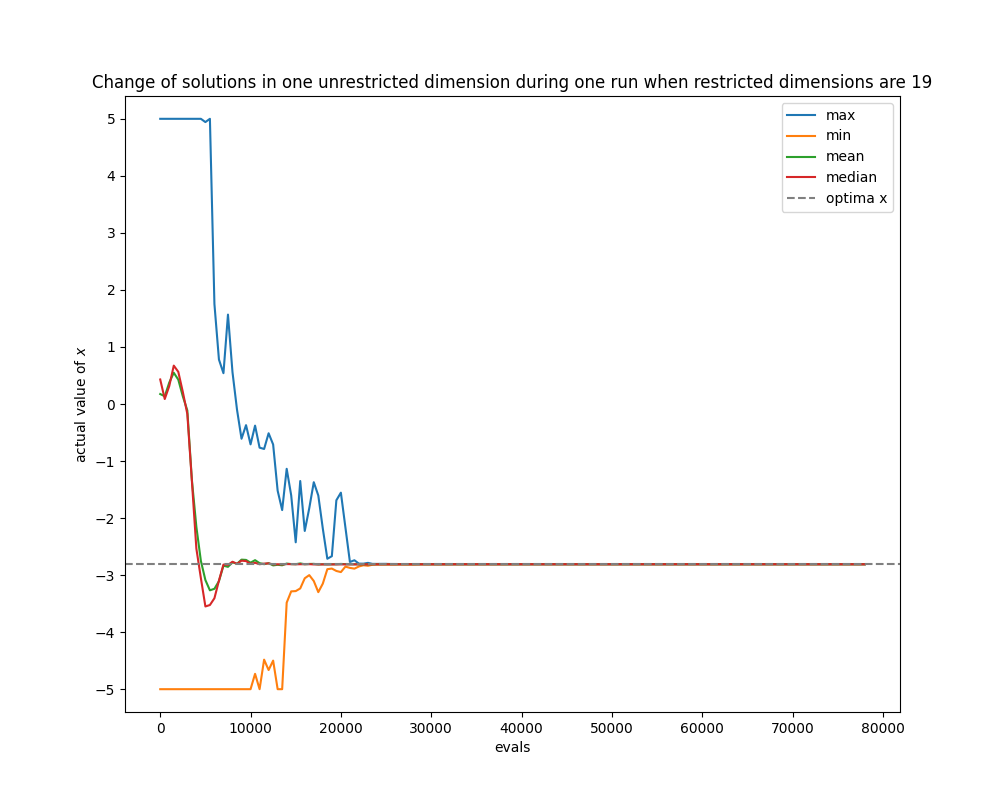 Change of solutions in one unrestricted dimension during one run when restricted dimensions are 19
max
min
mean
median
optima x
5
4
3
2
1
0
−1
−2
−3
−4
−5
actual value of x
0 10000 20000 30000 40000 50000 60000 70000 80000
evals